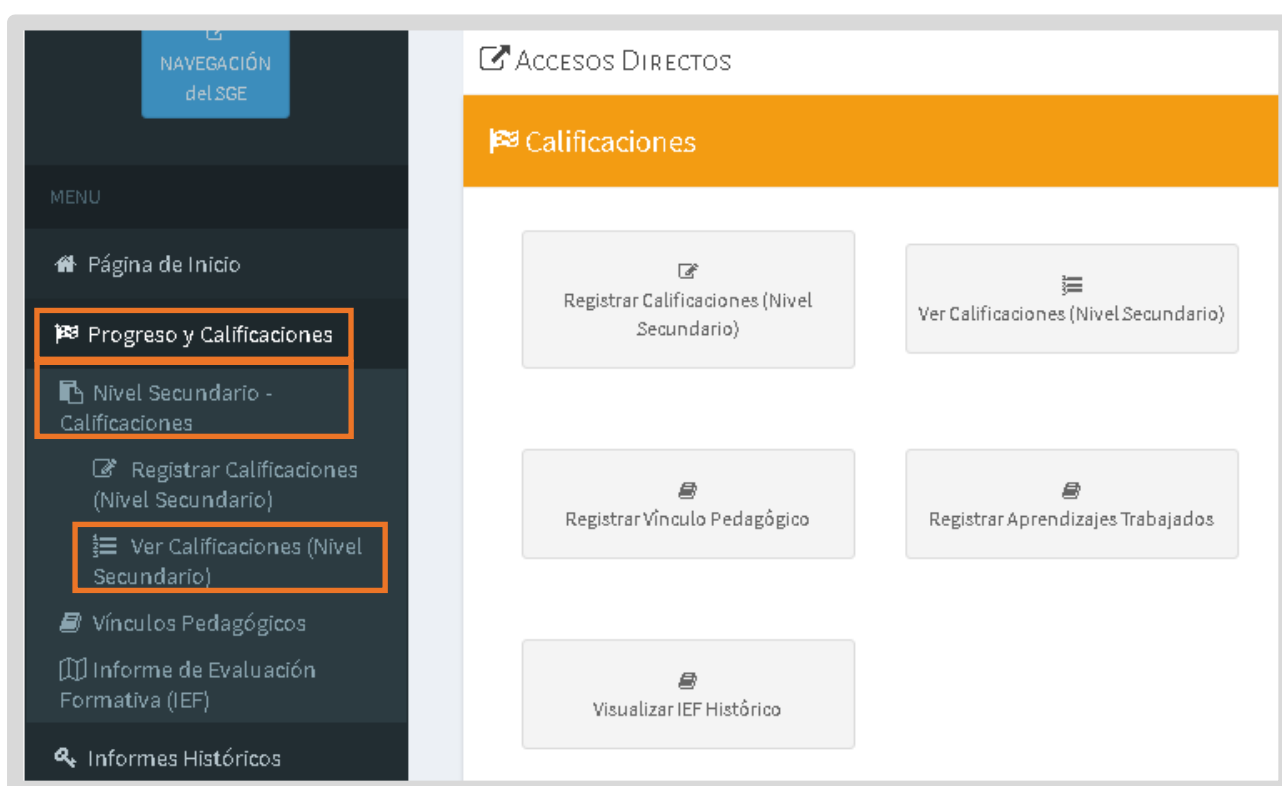 NAVEGACIÓN
del SGE
MENU
Página de Inicio
Progreso y Calificaciones
Nivel Secundario -
Calificaciones
Registrar Calificaciones
(Nivel Secundario)
Ver Calificaciones (Nivel
Secundario)
Vínculos Pedagógicos
Informe de Evaluación
Formativa (IEF)
Informes Históricos
Accesos Directos
Calificaciones
Registrar Calificaciones (Nivel
Secundario)
Ver Calificaciones (Nivel Secundario)
Registrar Vínculo Pedagógico
Registrar Aprendizajes Trabajados
Visualizar IEF Histórico